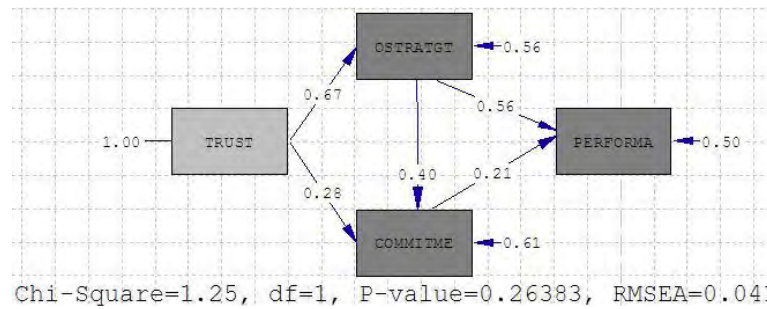 OSTRATGT
0.56
0.67
0.56
1.00
TRUST
PERFORMA
0.50
0.40
0.21
0.28
COMMITME
0.61
Chi-Square=1.25, df=1, P-value=0.26383, RMSEA=0.041